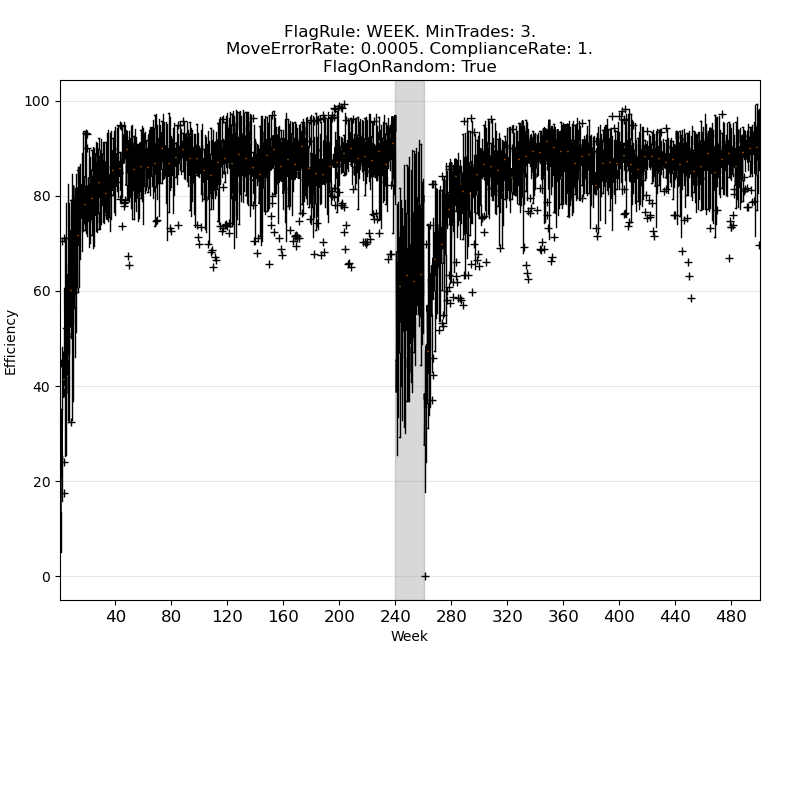 FlagRule: WEEK. MinTrades: 3.
MoveErrorRate: 0.0005. ComplianceRate: 1.
FlagOnRandom: True
100
80
60
40
20
0
Efficiency
40 80 120 160 200 240 280 320 360 400 440 480
Week